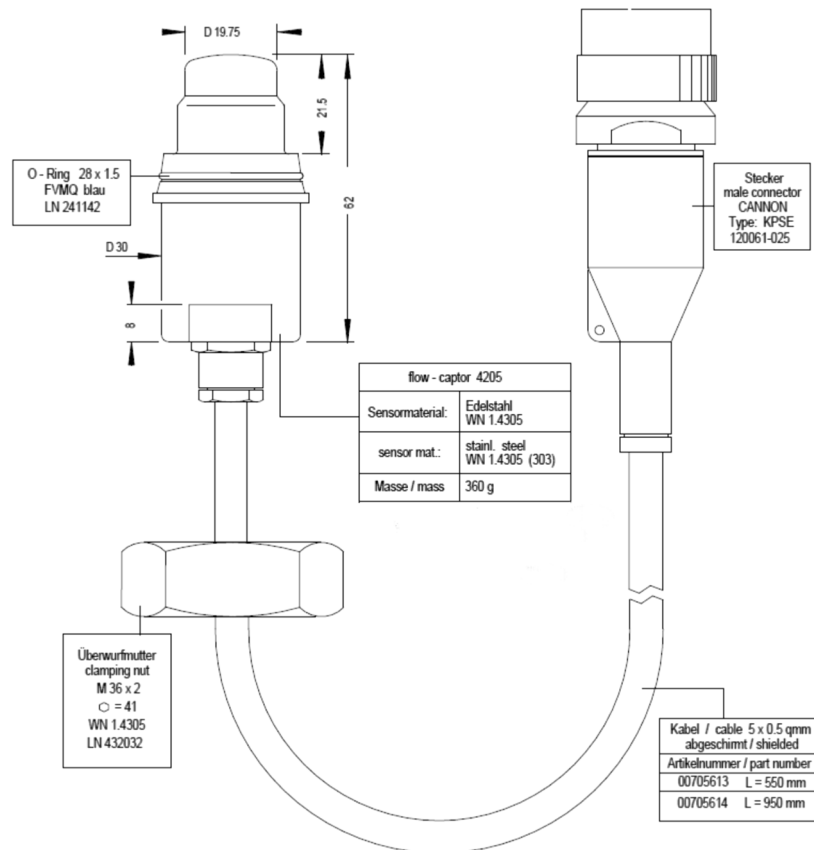 D 19.75
21.5
62
O - Ring 28 x 1.5
FVMQ blau
LN 241142
D 30
8
Stecker
male connector
CANNON
Type: KPSE
120061-025
flow - captor 4205
Sensormaterial: Edelstahl
WN 1.4305
sensor mat.: stainl. steel
WN 1.4305 (303)
Masse / mass 360 g
Überwurfmutter
clamping nut
M 36 x 2
⬡ = 41
WN 1.4305
LN 432032
Kabel / cable 5 x 0.5 qmm
abgeschirmt / shielded
Artikelnummer / part number
00705613 L = 550 mm
00705614 L = 950 mm